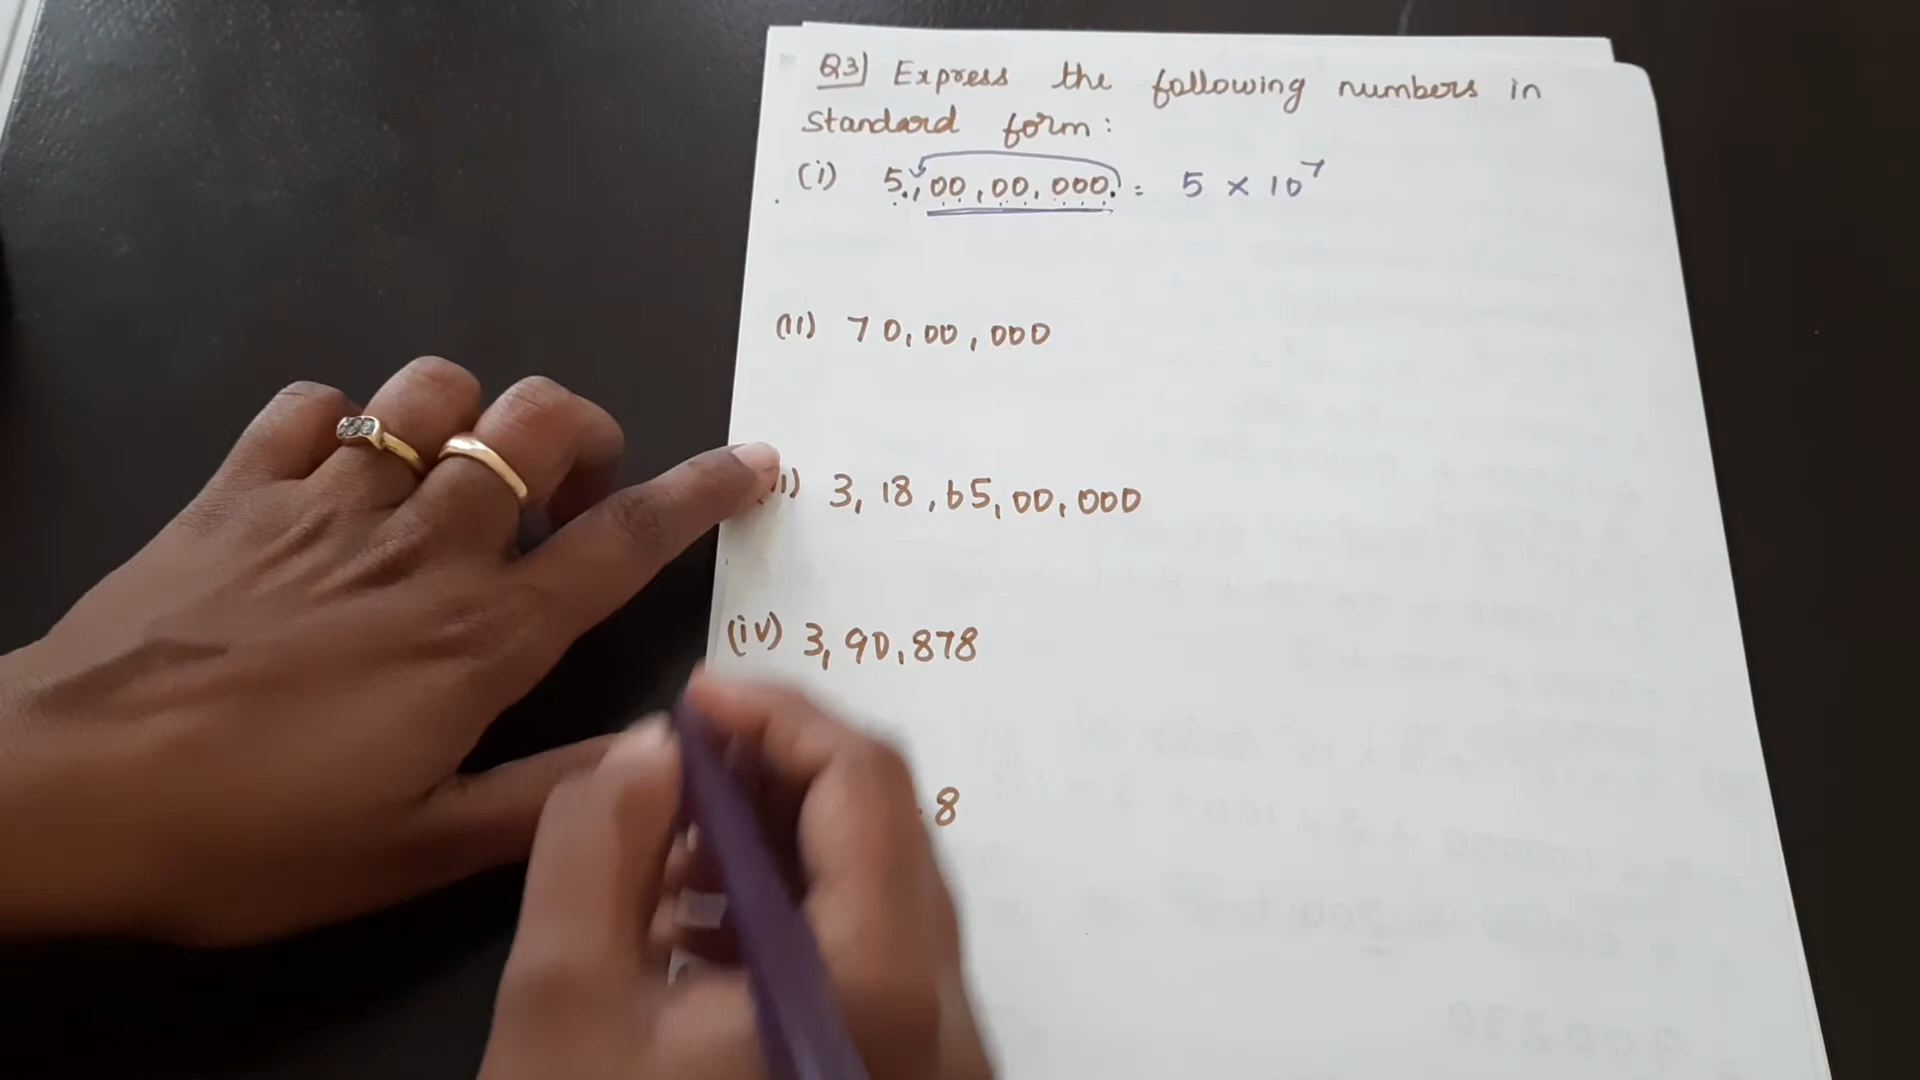 Q3) Express the following numbers in
standard form:
(i) 5,00,00,000. = 5 × 10⁷
(ii) 70,00,000
3,18,65,00,000
(iv) 3,90,878
.8